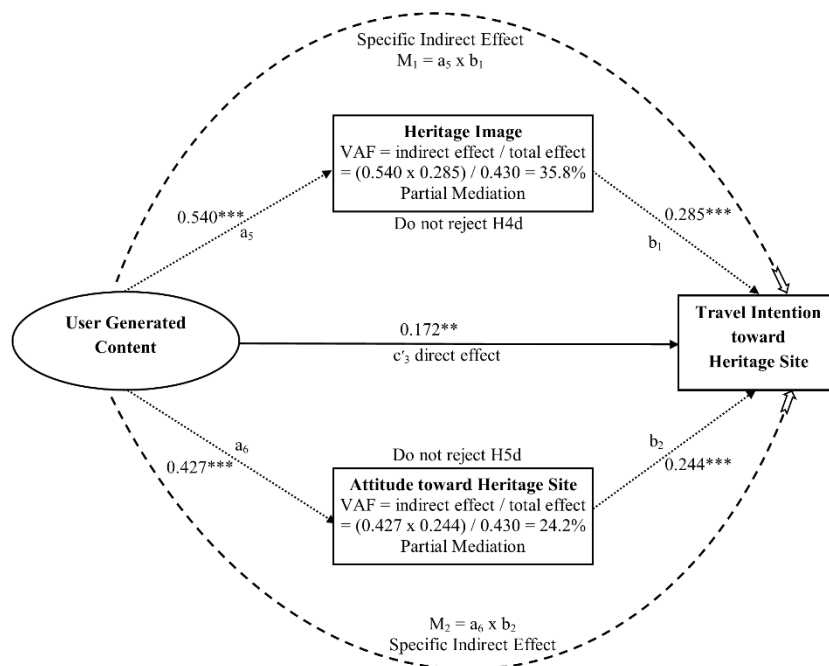 Specific Indirect Effect
M₁ = a₅ x b₁
Heritage Image
VAF = indirect effect / total effect
= (0.540 x 0.285) / 0.430 = 35.8%
Partial Mediation
Do not reject H4d
0.540***
a₅
0.285***
b₁
User Generated
Content
0.172**
c'₃ direct effect
Travel Intention
toward
Heritage Site
a₆
0.427***
b₂
0.244***
Do not reject H5d
Attitude toward Heritage Site
VAF = indirect effect / total effect
= (0.427 x 0.244) / 0.430 = 24.2%
Partial Mediation
M₂ = a₆ x b₂
Specific Indirect Effect